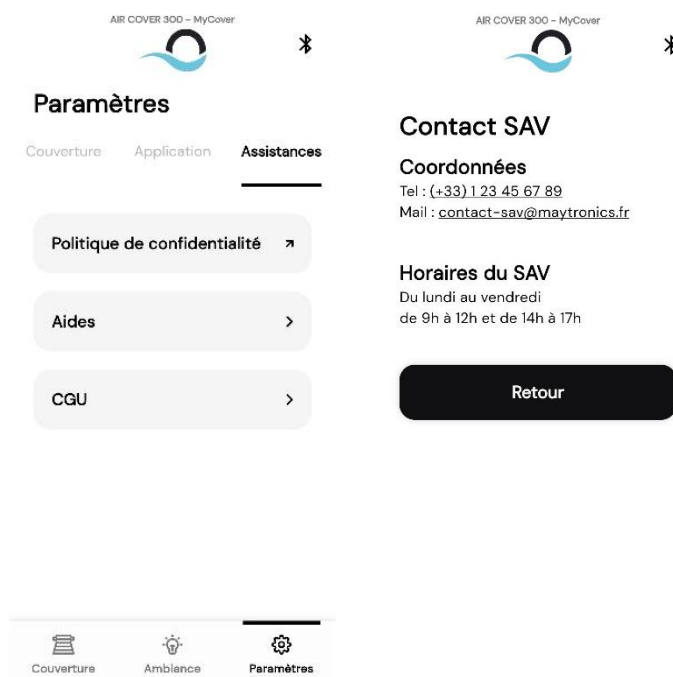 AIR COVER 300 – MyCover
Paramètres
Couverture Application Assistances
Politique de confidentialité
Aides
CGU
Couverture Ambiance Paramètres
AIR COVER 300 – MyCover
Contact SAV
Coordonnées
Tel : (+33) 1 23 45 67 89
Mail : contact-sav@maytronics.fr
Horaires du SAV
Du lundi au vendredi
de 9h à 12h et de 14h à 17h
Retour